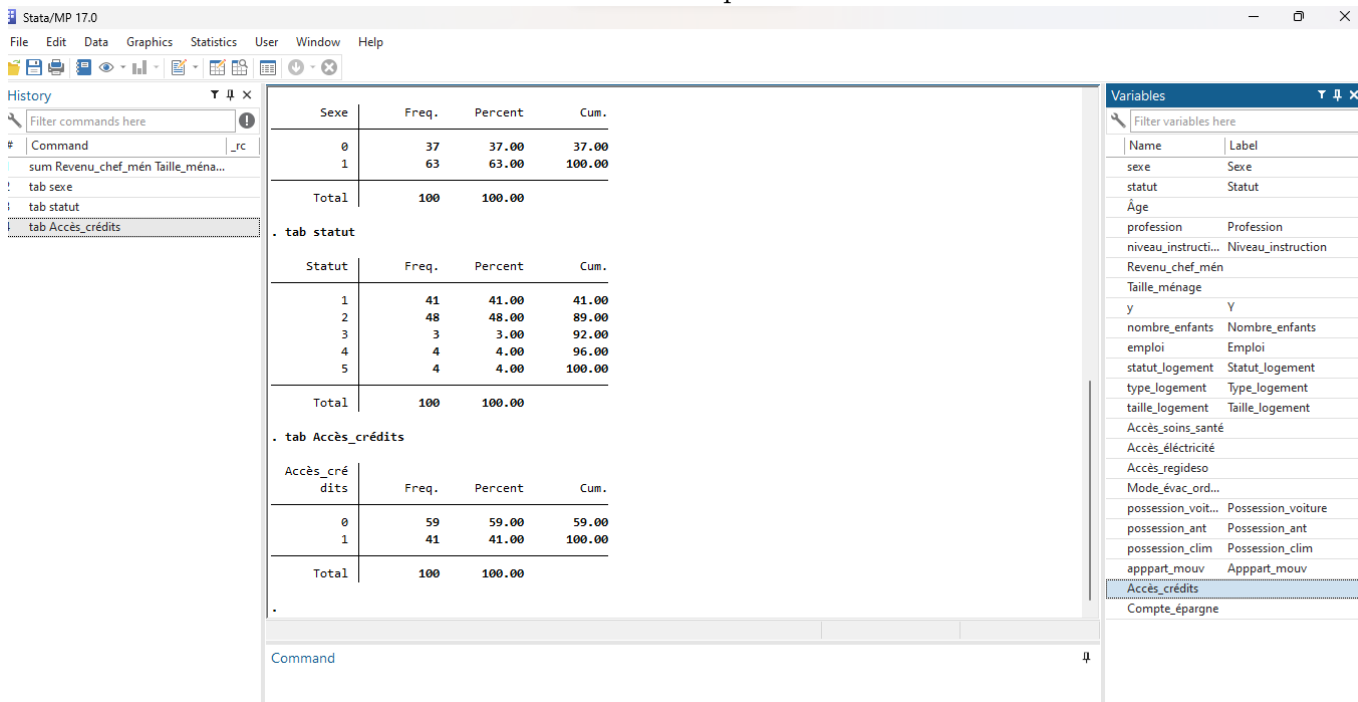 Stata/MP 17.0
File Edit Data Graphics Statistics User Window Help
History
Filter commands here
# Command _rc
sum Revenu_chef_mén Taille_ména...
tab sexe
tab statut
tab Accès_crédits
Sexe Freq. Percent Cum.
0 37 37.00 37.00
1 63 63.00 100.00
Total 100 100.00
. tab statut
Statut Freq. Percent Cum.
1 41 41.00 41.00
2 48 48.00 89.00
3 3 3.00 92.00
4 4 4.00 96.00
5 4 4.00 100.00
Total 100 100.00
. tab Accès_crédits
Accès_cré
dits Freq. Percent Cum.
0 59 59.00 59.00
1 41 41.00 100.00
Total 100 100.00
.
Command
Variables
Filter variables here
Name Label
sexe Sexe
statut Statut
Âge
profession Profession
niveau_instructi... Niveau_instruction
Revenu_chef_mén
Taille_ménage
y Y
nombre_enfants Nombre_enfants
emploi Emploi
statut_logement Statut_logement
type_logement Type_logement
taille_logement Taille_logement
Accès_soins_santé
Accès_éléctricité
Accès_regideso
Mode_évac_ord...
possession_voit... Possession_voiture
possession_ant Possession_ant
possession_clim Possession_clim
apppart_mouv Apppart_mouv
Accès_crédits
Compte_épargne